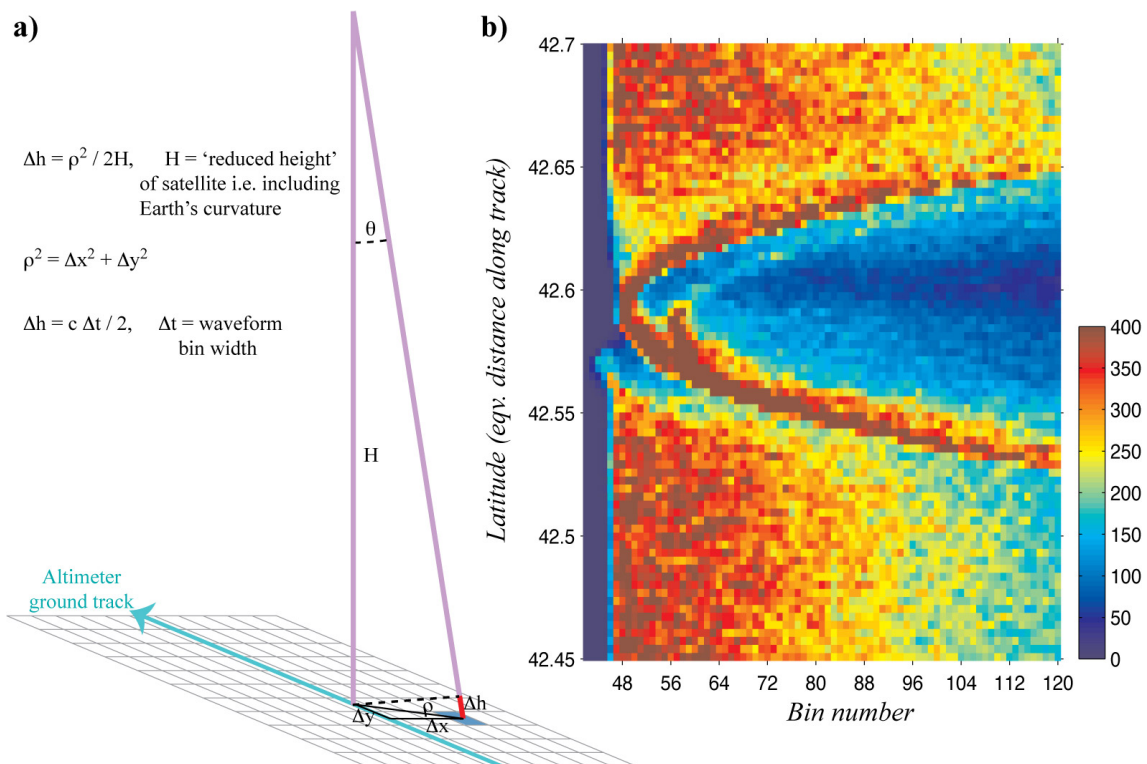 a)
Δh = ρ² / 2H, H = ‘reduced height’
of satellite i.e. including
Earth’s curvature
θ
ρ² = Δx² + Δy²
Δh = c Δt / 2, Δt = waveform
bin width
H
Altimeter
ground track
Δy
ρ
Δx
Δh
b)
42.7
42.65
42.6
42.55
42.5
42.45
Latitude (eqv. distance along track)
48 56 64 72 80 88 96 104 112 120
Bin number
400
350
300
250
200
150
100
50
0